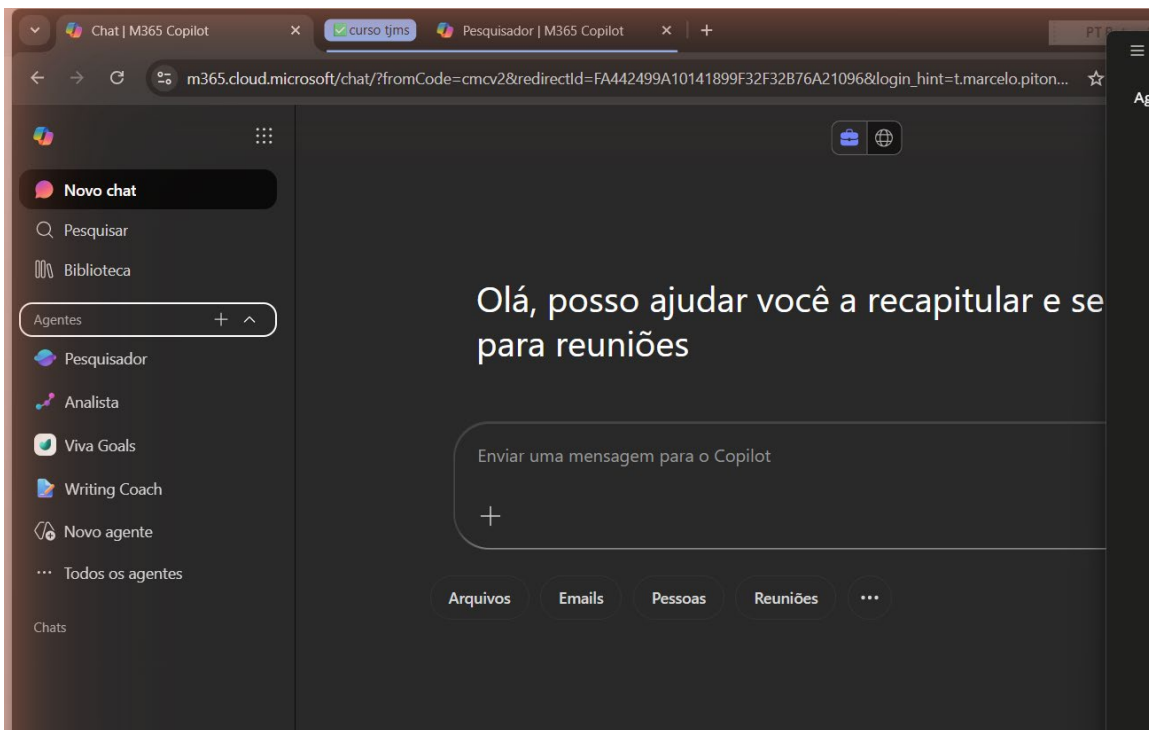 Chat | M365 Copilot
curso tjms
Pesquisador | M365 Copilot
m365.cloud.microsoft/chat/?fromCode=cmcv2&redirectId=FA442499A10141899F32F32B76A21096&login_hint=t.marcelo.piton...
Novo chat
Pesquisar
Biblioteca
Agentes
Pesquisador
Analista
Viva Goals
Writing Coach
Novo agente
Todos os agentes
Chats
Olá, posso ajudar você a recapitular e se
para reuniões
Enviar uma mensagem para o Copilot
Arquivos Emails Pessoas Reuniões
Ag